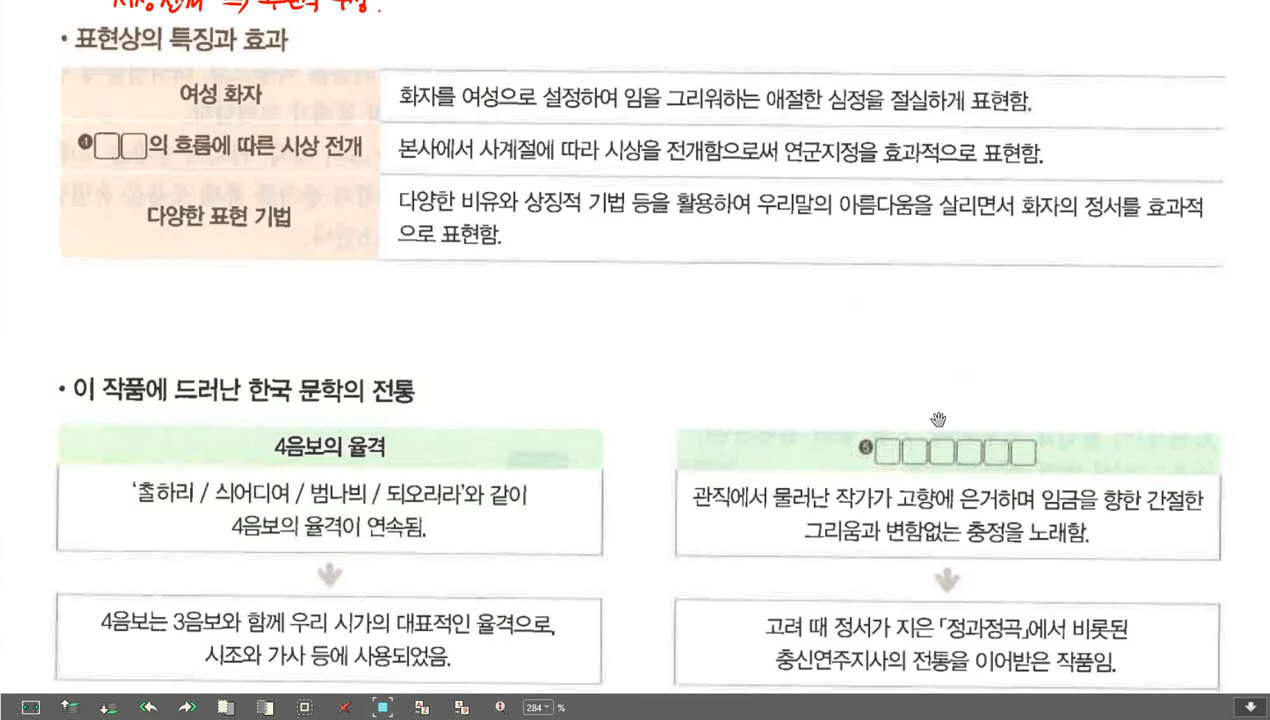 • 표현상의 특징과 효과
여성 화자
화자를 여성으로 설정하여 임을 그리워하는 애절한 심정을 절실하게 표현함.
❶□□의 흐름에 따른 시상 전개
본사에서 사계절에 따라 시상을 전개함으로써 연군지정을 효과적으로 표현함.
다양한 표현 기법
다양한 비유와 상징적 기법 등을 활용하여 우리말의 아름다움을 살리면서 화자의 정서를 효과적
으로 표현함.
• 이 작품에 드러난 한국 문학의 전통
4음보의 율격
'출하리 / 싀어디여 / 범나븨 / 되오리라'와 같이
4음보의 율격이 연속됨.
4음보는 3음보와 함께 우리 시가의 대표적인 율격으로,
시조와 가사 등에 사용되었음.
❺□□□□□□
관직에서 물러난 작가가 고향에 은거하며 임금을 향한 간절한
그리움과 변함없는 충정을 노래함.
고려 때 정서가 지은 「정과정곡」에서 비롯된
충신연주지사의 전통을 이어받은 작품임.
284 %